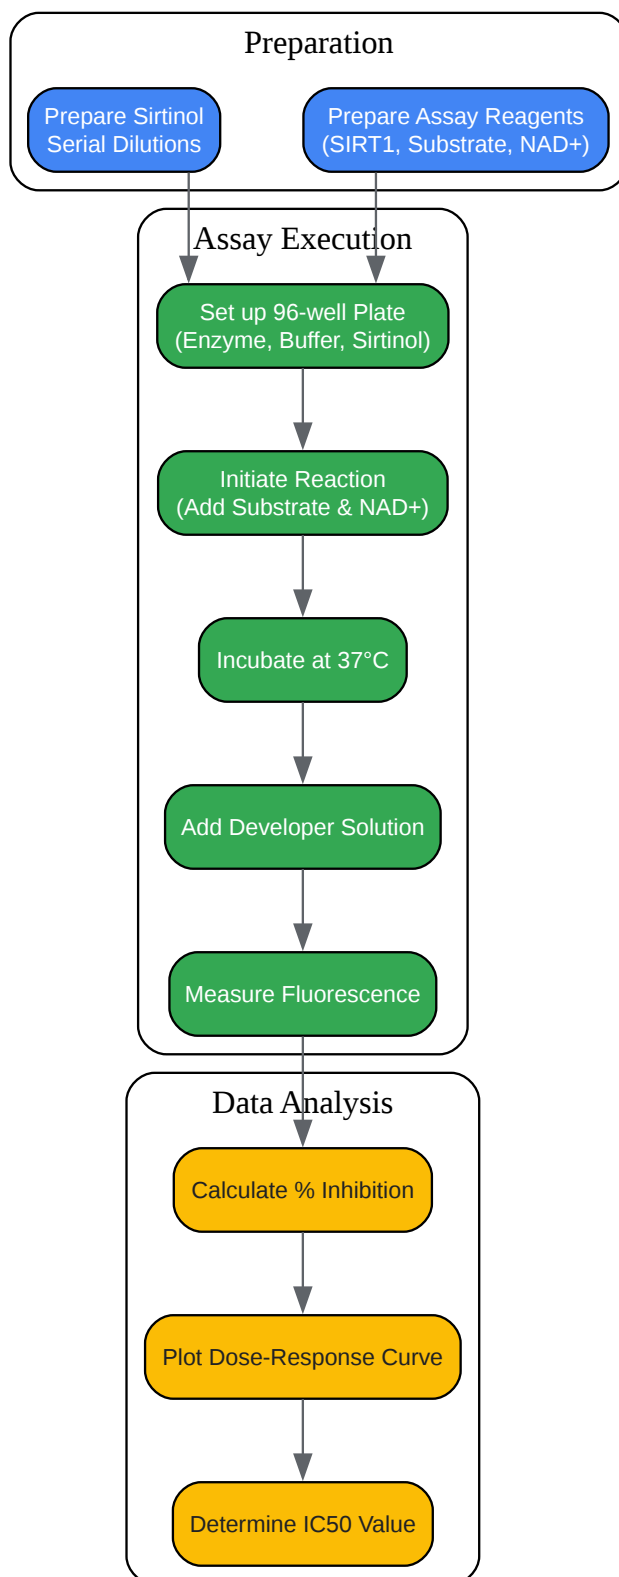 Preparation
Prepare Sirtinol
Serial Dilutions
Prepare Assay Reagents
(SIRT1, Substrate, NAD+)
Assay Execution
Set up 96-well Plate
(Enzyme, Buffer, Sirtinol)
Initiate Reaction
(Add Substrate & NAD+)
Incubate at 37°C
Add Developer Solution
Measure Fluorescence
Data Analysis
Calculate % Inhibition
Plot Dose-Response Curve
Determine IC50 Value